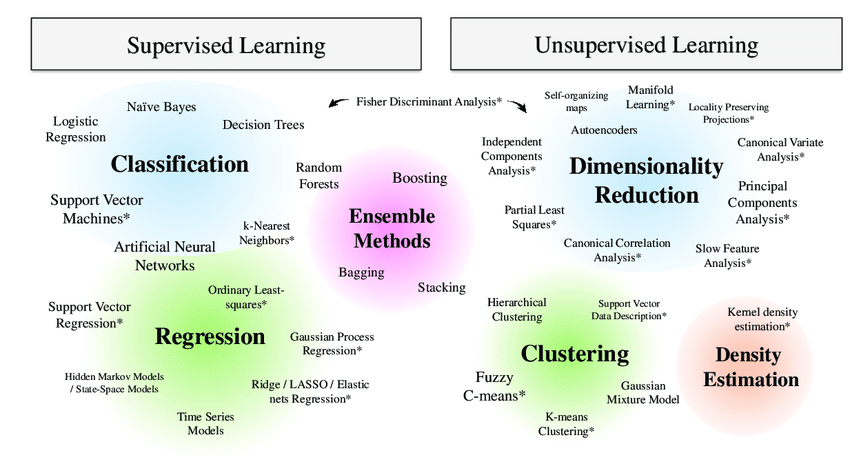 Supervised Learning
Unsupervised Learning
Fisher Discriminant Analysis*
Naïve Bayes
Logistic
Regression
Decision Trees
Classification
Support Vector
Machines*
k-Nearest
Neighbors*
Artificial Neural
Networks
Random
Forests
Boosting
Ensemble
Methods
Bagging
Stacking
Ordinary Least-
squares*
Support Vector
Regression*
Regression
Gaussian Process
Regression*
Hidden Markov Models
/ State-Space Models
Ridge / LASSO / Elastic
nets Regression*
Time Series
Models
Self-organizing
maps
Manifold
Learning*
Locality Preserving
Projections*
Autoencoders
Independent
Components
Analysis*
Canonical Variate
Analysis*
Dimensionality
Reduction
Principal
Components
Analysis*
Partial Least
Squares*
Canonical Correlation
Analysis*
Slow Feature
Analysis*
Hierarchical
Clustering
Support Vector
Data Description*
Clustering
Fuzzy
C-means*
Gaussian
Mixture Model
K-means
Clustering*
Kernel density
estimation*
Density
Estimation